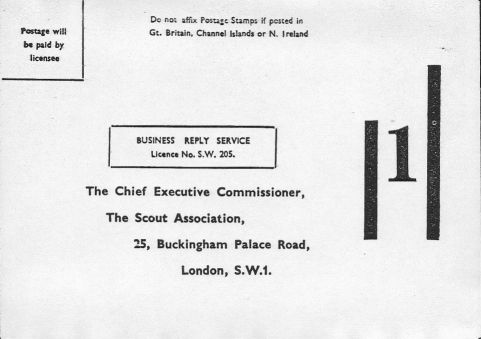 Postage will
be paid by
licensee
Do not affix Postage Stamps if posted in
Gt. Britain, Channel Islands or N. Ireland
BUSINESS REPLY SERVICE
Licence No. S.W. 205.
1
The Chief Executive Commissioner,
The Scout Association,
25, Buckingham Palace Road,
London, S.W.1.